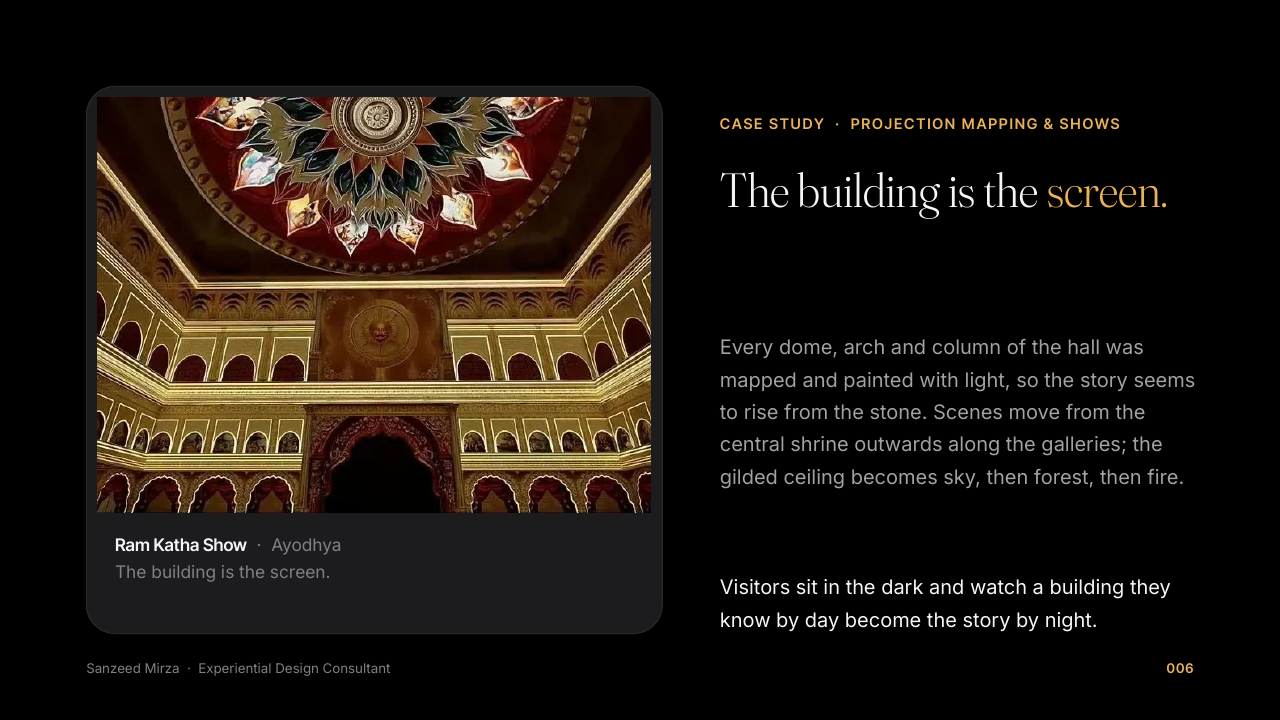 CASE STUDY · PROJECTION MAPPING & SHOWS
The building is the screen.
Every dome, arch and column of the hall was
mapped and painted with light, so the story seems
to rise from the stone. Scenes move from the
central shrine outwards along the galleries; the
gilded ceiling becomes sky, then forest, then fire.
Visitors sit in the dark and watch a building they
know by day become the story by night.
Ram Katha Show · Ayodhya
The building is the screen.
Sanzeed Mirza · Experiential Design Consultant
006